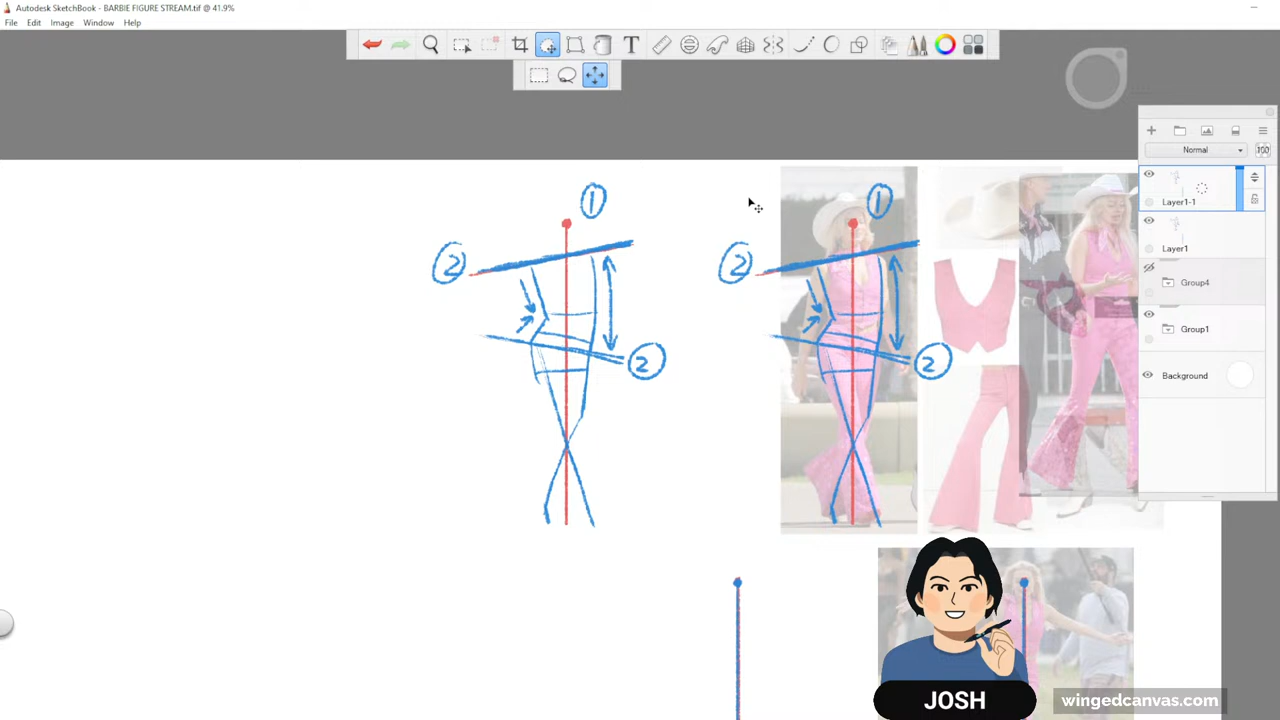 Autodesk SketchBook - BARBIE FIGURE STREAM.tif @ 41.9%
File Edit Image Window Help
T
Normal
100
Layer1-1
Layer1
Group4
Group1
Background
1 1
2 2
2 2
JOSH
wingedcanvas.com